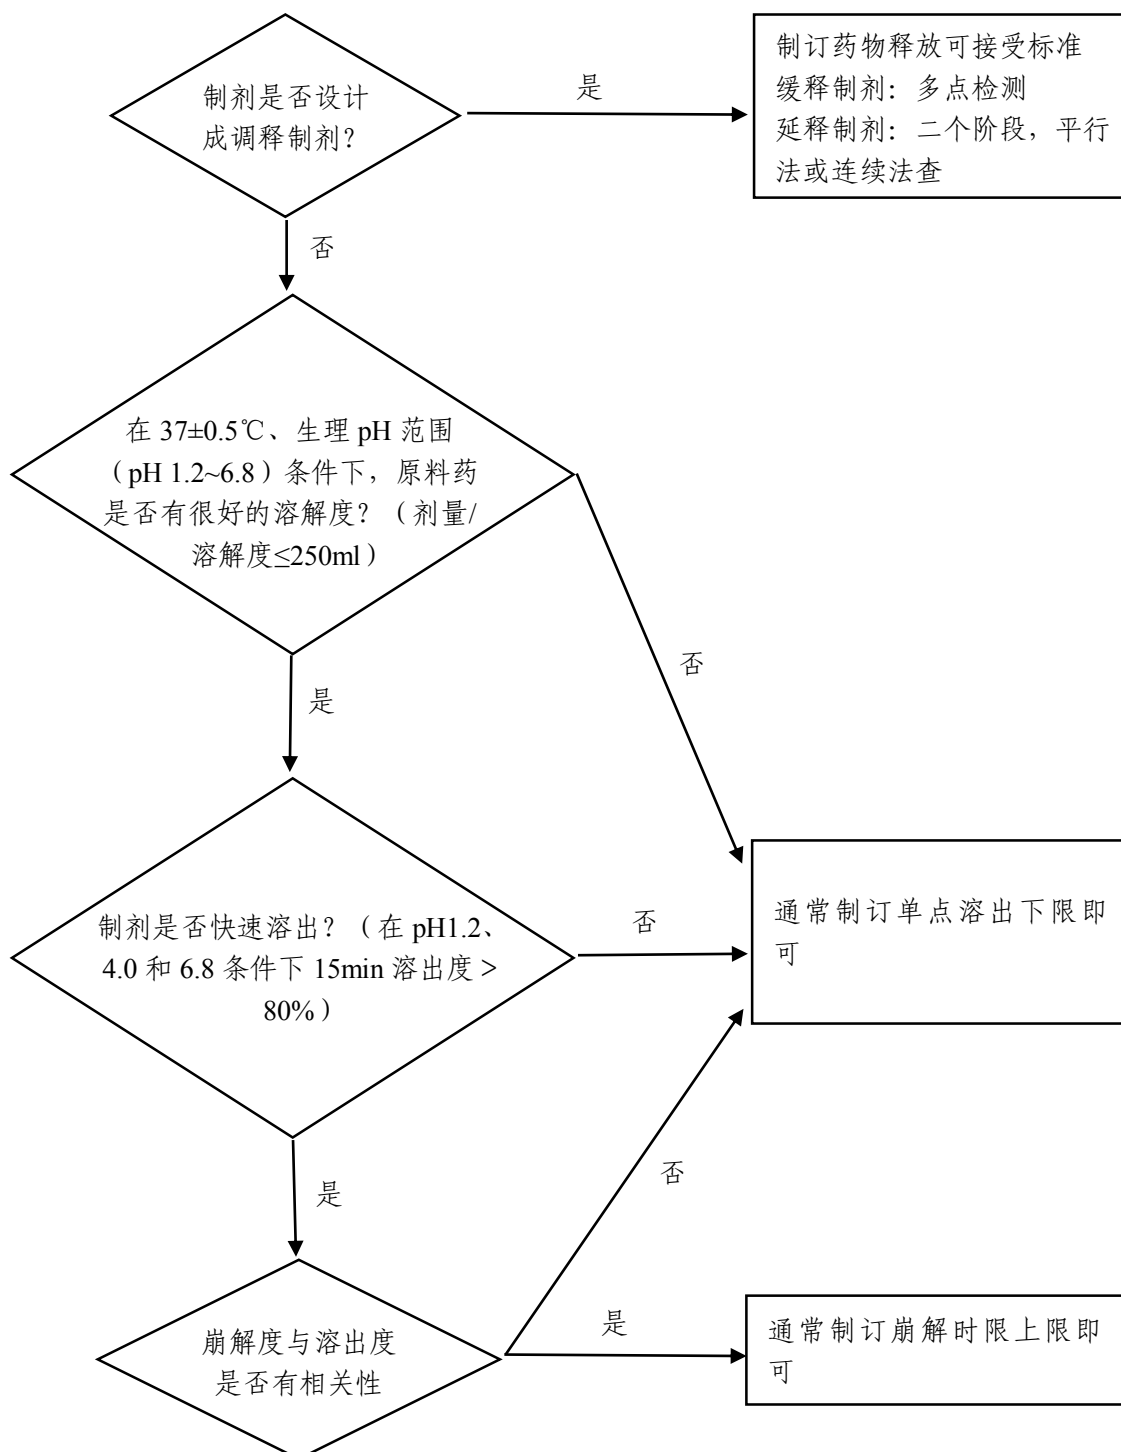 制剂是否设计
成调释制剂？
是
制订药物释放可接受标准
缓释制剂：多点检测
延释制剂：二个阶段，平行
法或连续法查
否
在 37±0.5℃、生理 pH 范围
（pH 1.2~6.8）条件下，原料药
是否有很好的溶解度？（剂量/
溶解度≤250ml）
否
是
制剂是否快速溶出？（在 pH1.2、
4.0 和 6.8 条件下 15min 溶出度＞
80%）
否
通常制订单点溶出下限即
可
是
否
崩解度与溶出度
是否有相关性
是
通常制订崩解时限上限即
可